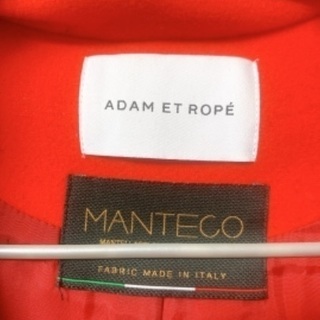 ADAM ET ROPÉ
MANTECO
FABRIC MADE IN ITALY